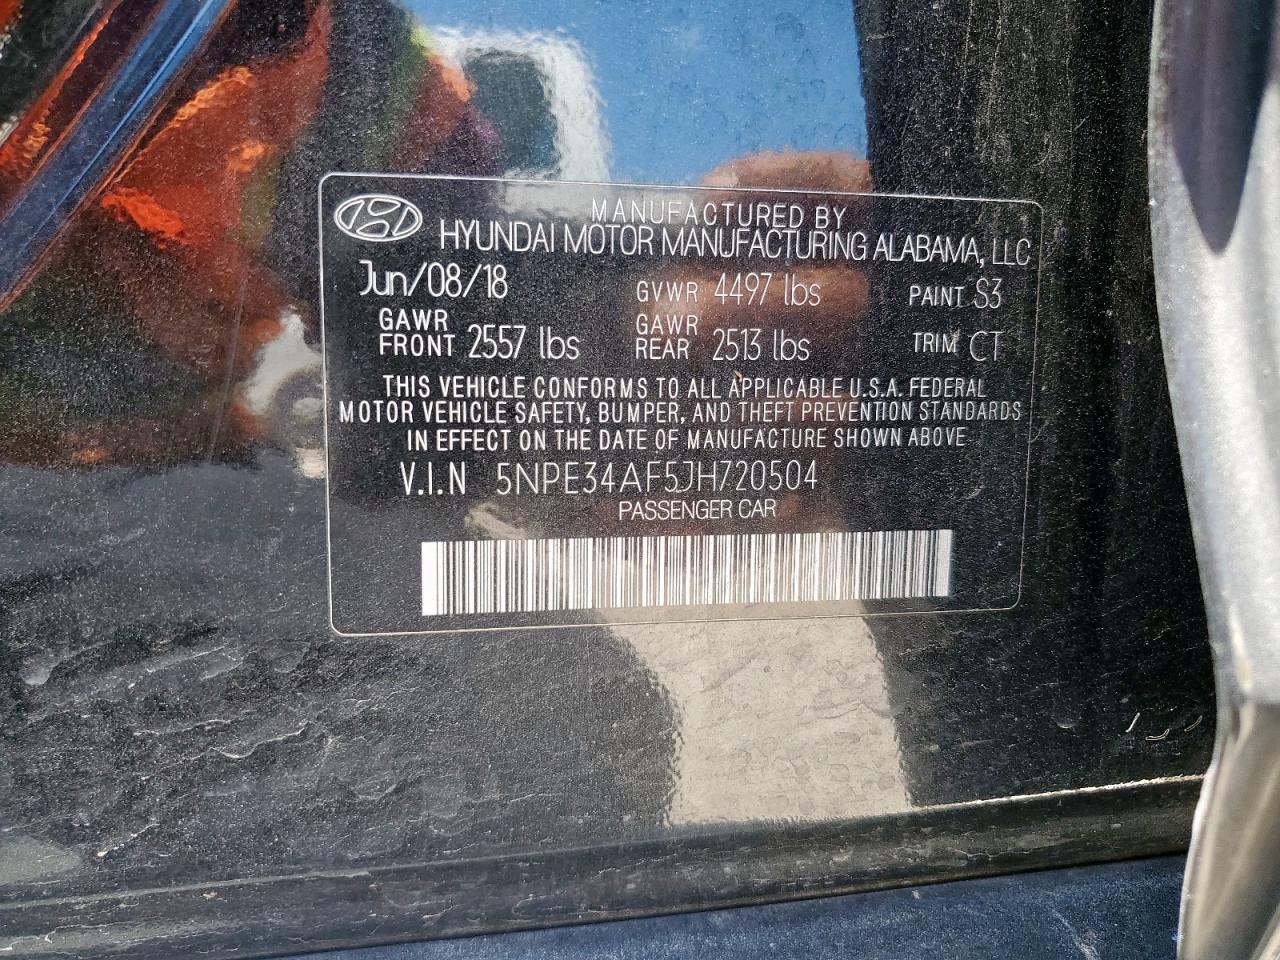 MANUFACTURED BY
HYUNDAI MOTOR MANUFACTURING ALABAMA, LLC
Jun/08/18 GVWR 4497 lbs PAINT S3
GAWR FRONT 2557 lbs GAWR REAR 2513 lbs TRIM CT
THIS VEHICLE CONFORMS TO ALL APPLICABLE U.S.A. FEDERAL
MOTOR VEHICLE SAFETY, BUMPER, AND THEFT PREVENTION STANDARDS
IN EFFECT ON THE DATE OF MANUFACTURE SHOWN ABOVE
V.I.N 5NPE34AF5JH720504
PASSENGER CAR